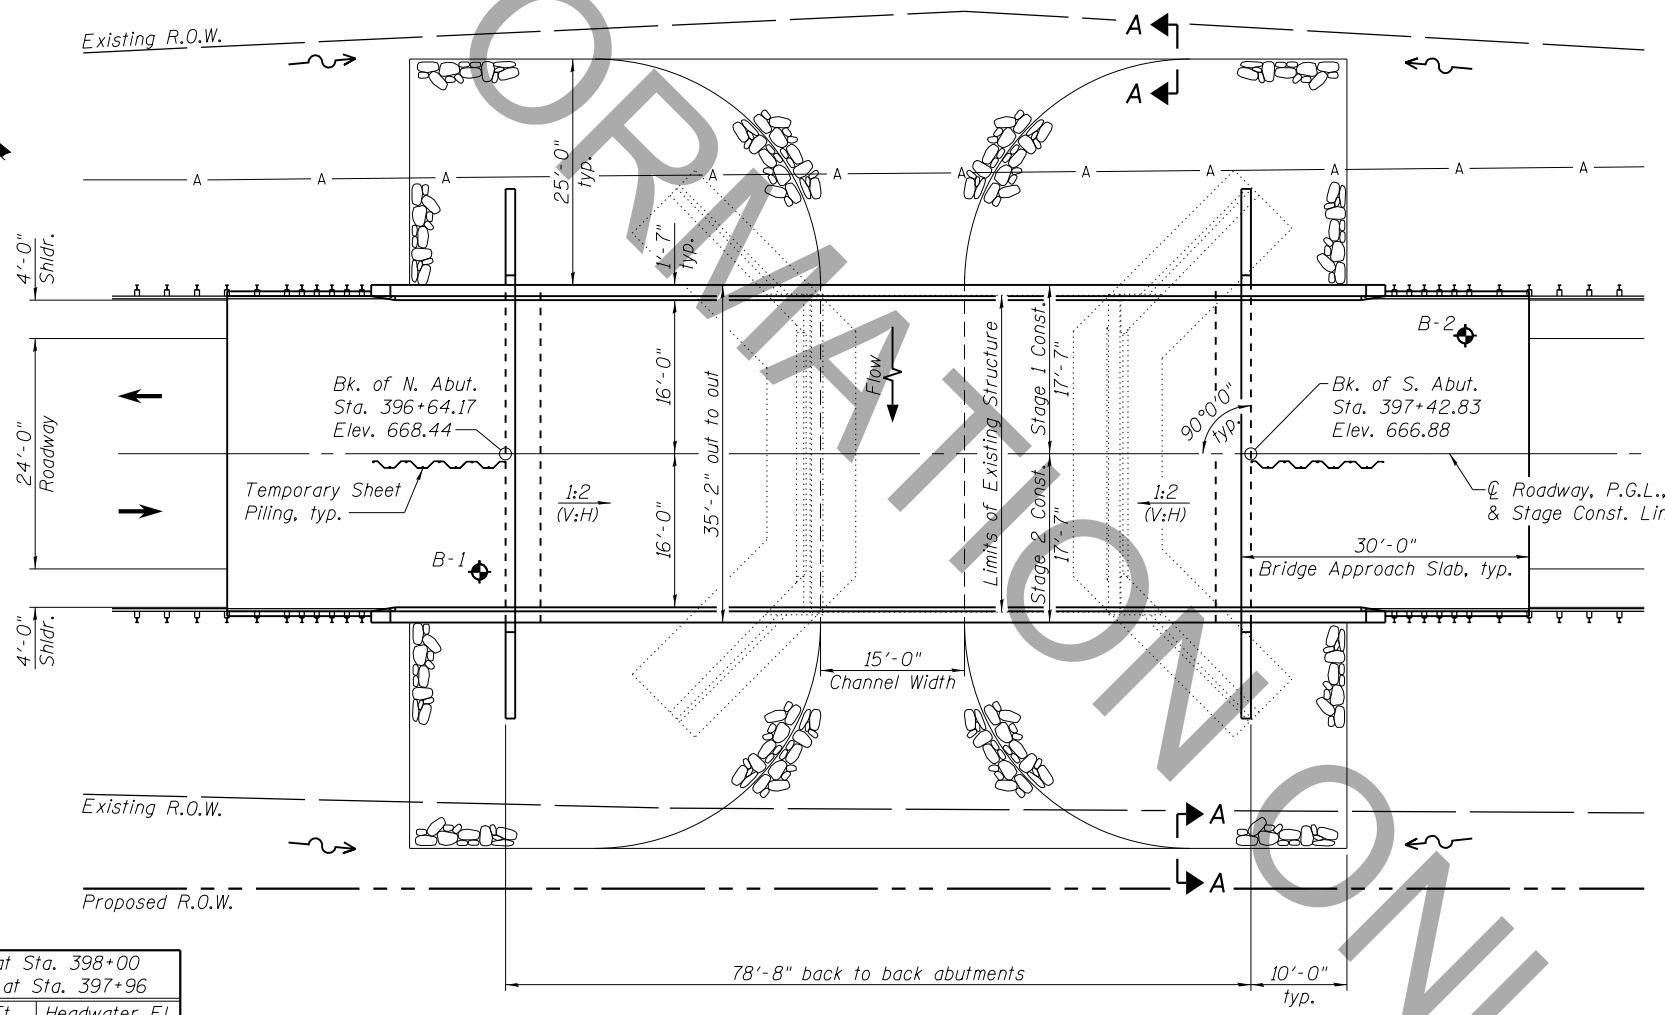 Existing R.O.W.
A
A
25'-0"
typ.
A A A A A A A A A A A A
4'-0"
Shldr.
1'-7"
typ.
Flow
B-2
Bk. of N. Abut.
Sta. 396+64.17
Elev. 668.44
16'-0"
35'-2" out to out
Limits of Existing Structure
Stage 1 Const.
17'-7"
90°0'0"
typ.
Bk. of S. Abut.
Sta. 397+42.83
Elev. 666.88
24'-0"
Roadway
Temporary Sheet
Piling, typ.
1:2
(V:H)
16'-0"
Stage 2 Const.
17'-7"
1:2
(V:H)
℄ Roadway, P.G.L.,
& Stage Const.
B-1
30'-0"
Bridge Approach Slab, typ.
4'-0"
Shldr.
15'-0"
Channel Width
Existing R.O.W.
A
A
Proposed R.O.W.
78'-8" back to back abutments
10'-0"
typ.
at Sta. 398+00
at Sta. 397+96
Headwater El.
ORMATION ONL